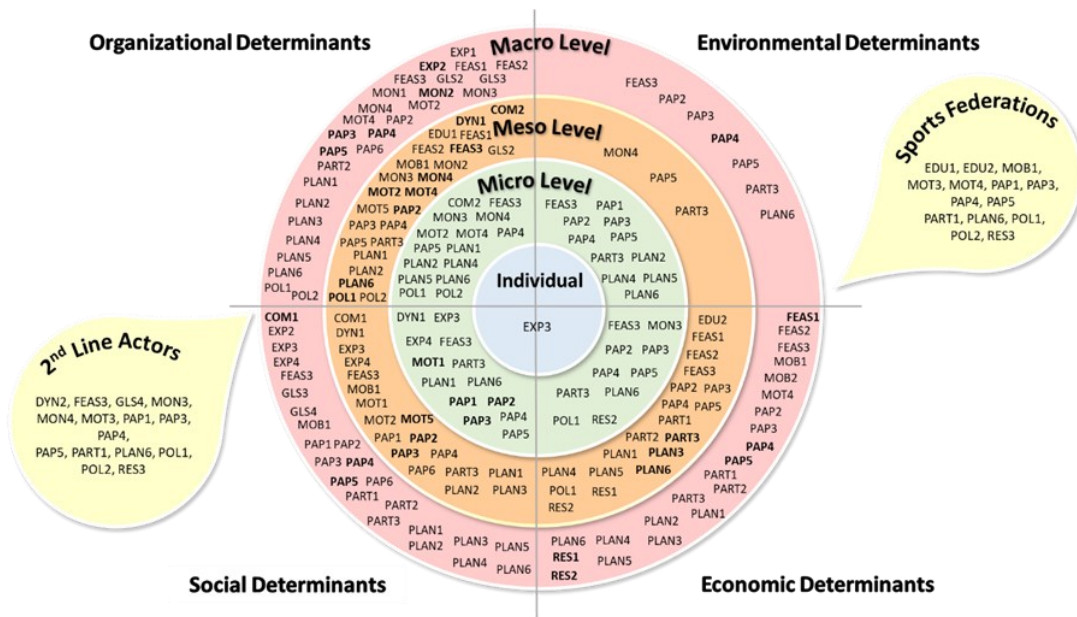 Organizational Determinants
Macro Level
Environmental Determinants
EXP1
EXP2 FEAS1 FEAS2
FEAS3 GLS2 GLS3
MON1 MON2 MON3
MON4 MOT2
MOT4 PAP2
PAP3 PAP4
PAP5 PAP6
PART2
PLAN1
PLAN2
PLAN3
PLAN4
PLAN5
PLAN6
POL1
POL2
FEAS3
PAP2
PAP3
PAP4
PAP5
PART3
PLAN6
Meso Level
COM2
DYN1
EDU1 FEAS1
FEAS2 FEAS3 GLS2
MOB1 MON2
MON3 MON4
MOT2 MOT4
MOT5 PAP2
PAP3 PAP4
PAP5 PART3
PLAN1
PLAN2
PLAN6
POL1 POL2
MON4
PAP5
PART3
Micro Level
COM2 FEAS3
MON3 MON4
MOT2 MOT4 PAP4
PAP5 PLAN1
PLAN2 PLAN4
PLAN5 PLAN6
POL1 POL2
FEAS3 PAP1
PAP2 PAP3
PAP4 PAP5
PART3 PLAN2
PLAN4 PLAN5
PLAN6
Individual
EXP3
Sports Federations
EDU1, EDU2, MOB1,
MOT3, MOT4, PAP1, PAP3,
PAP4, PAP5
PART1, PLAN6, POL1,
POL2, RES3
2nd Line Actors
DYN2, FEAS3, GLS4, MON3,
MON4, MOT3, PAP1, PAP3,
PAP4,
PAP5, PART1, PLAN6, POL1,
POL2, RES3
COM1
EXP2
EXP3
EXP4
FEAS3
GLS3
GLS4
MOB1
PAP1 PAP2
PAP3 PAP4
PAP5 PAP6
PART1
PART2
PART3
PLAN1
PLAN2 PLAN3 PLAN5
PLAN4 PLAN6
COM1
DYN1
EXP3
EXP4
FEAS3
MOB1
MOT1
MOT2 MOT5
PAP1 PAP2
PAP3 PAP4
PAP6 PART3 PLAN1
PLAN2 PLAN3
DYN1 EXP3
EXP4 FEAS3
MOT1 PART3
PLAN1 PLAN6
PAP1 PAP2
PAP3 PAP4
PAP5
FEAS3 MON3
PAP2 PAP3
PAP4 PAP5
PART3 PLAN6
POL1 RES2
EDU2
FEAS1
FEAS2
FEAS3
PAP2 PAP3
PAP4 PAP5
PART1
PART2 PART3
PLAN1 PLAN3
PLAN4 PLAN5 PLAN6
POL1 RES1
RES2
FEAS1
FEAS2
FEAS3
MOB1
MOB2
MOT4
PAP2
PAP3
PAP4
PAP5
PART1
PART2
PART3
PLAN1
PLAN2
PLAN3
PLAN6 PLAN4
RES1 PLAN5
RES2
Social Determinants
Economic Determinants